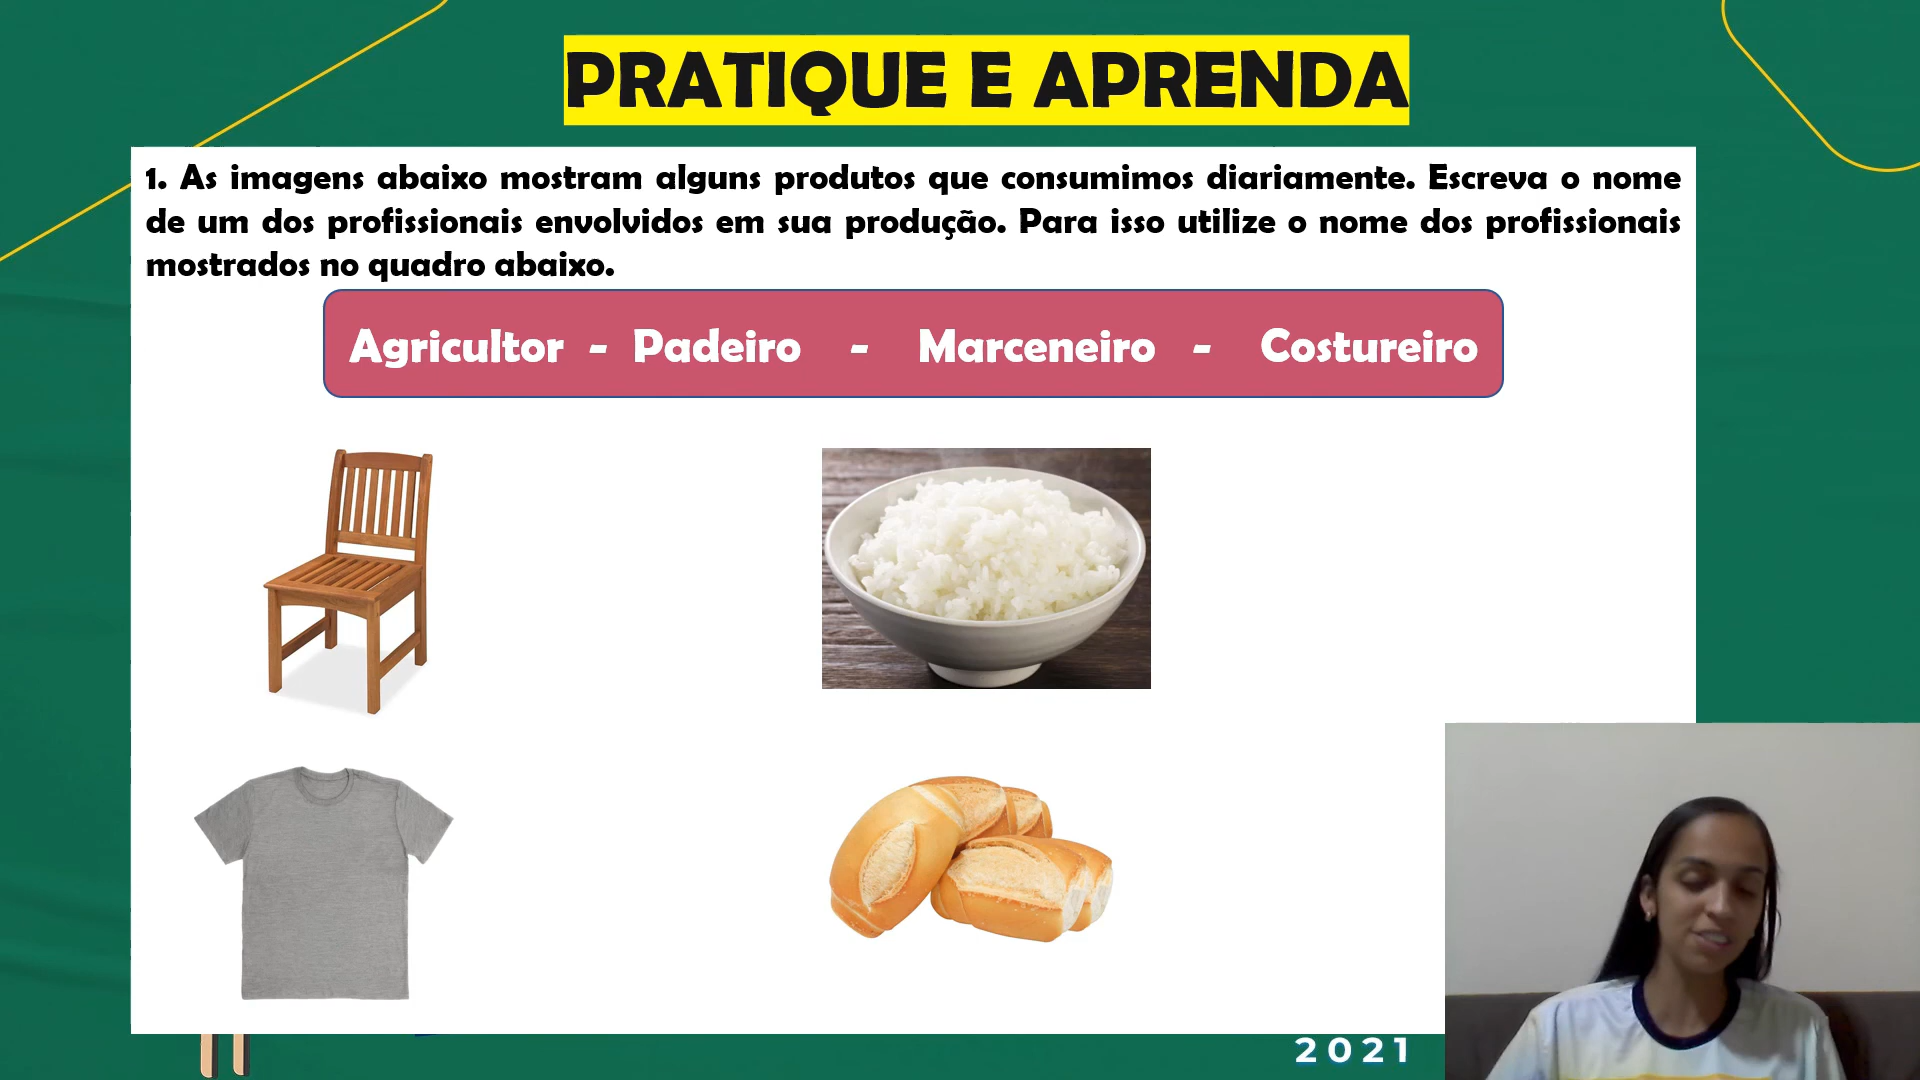 PRATIQUE E APRENDA
1. As imagens abaixo mostram alguns produtos que consumimos diariamente. Escreva o nome
de um dos profissionais envolvidos em sua produção. Para isso utilize o nome dos profissionais
mostrados no quadro abaixo.
Agricultor - Padeiro - Marceneiro - Costureiro
2021